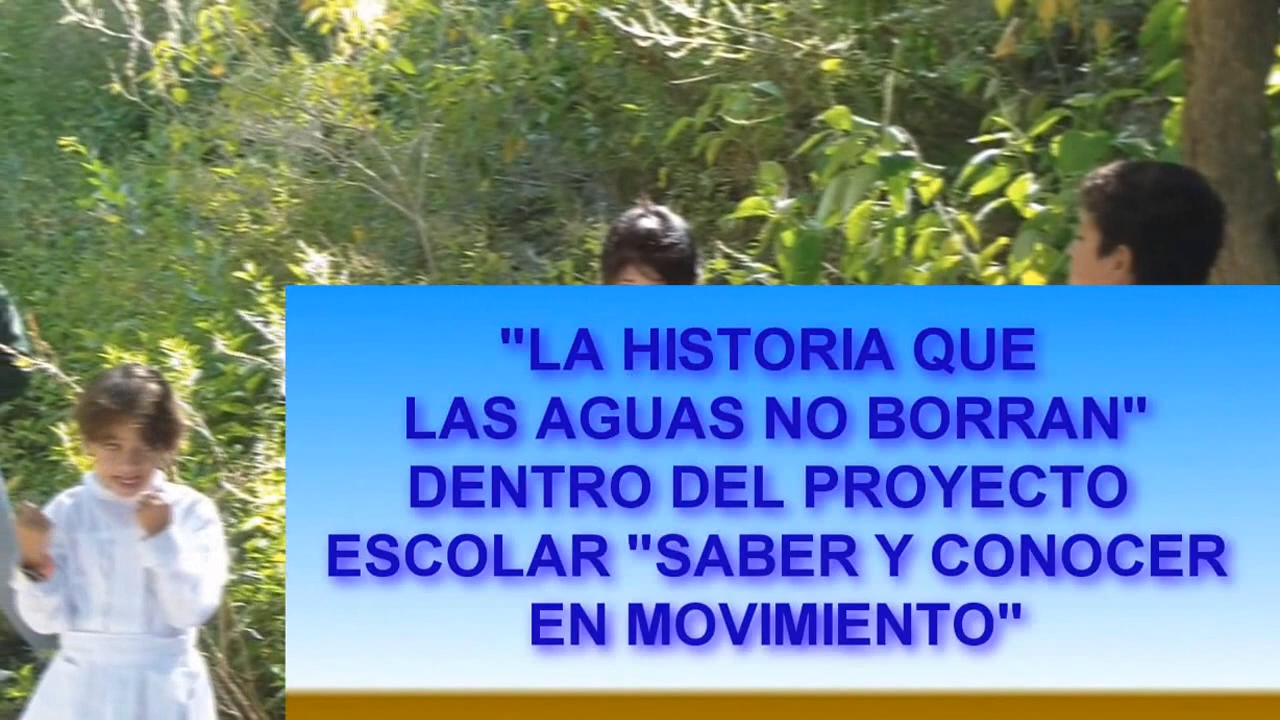 "LA HISTORIA QUE
LAS AGUAS NO BORRAN"
DENTRO DEL PROYECTO
ESCOLAR "SABER Y CONOCER
EN MOVIMIENTO"